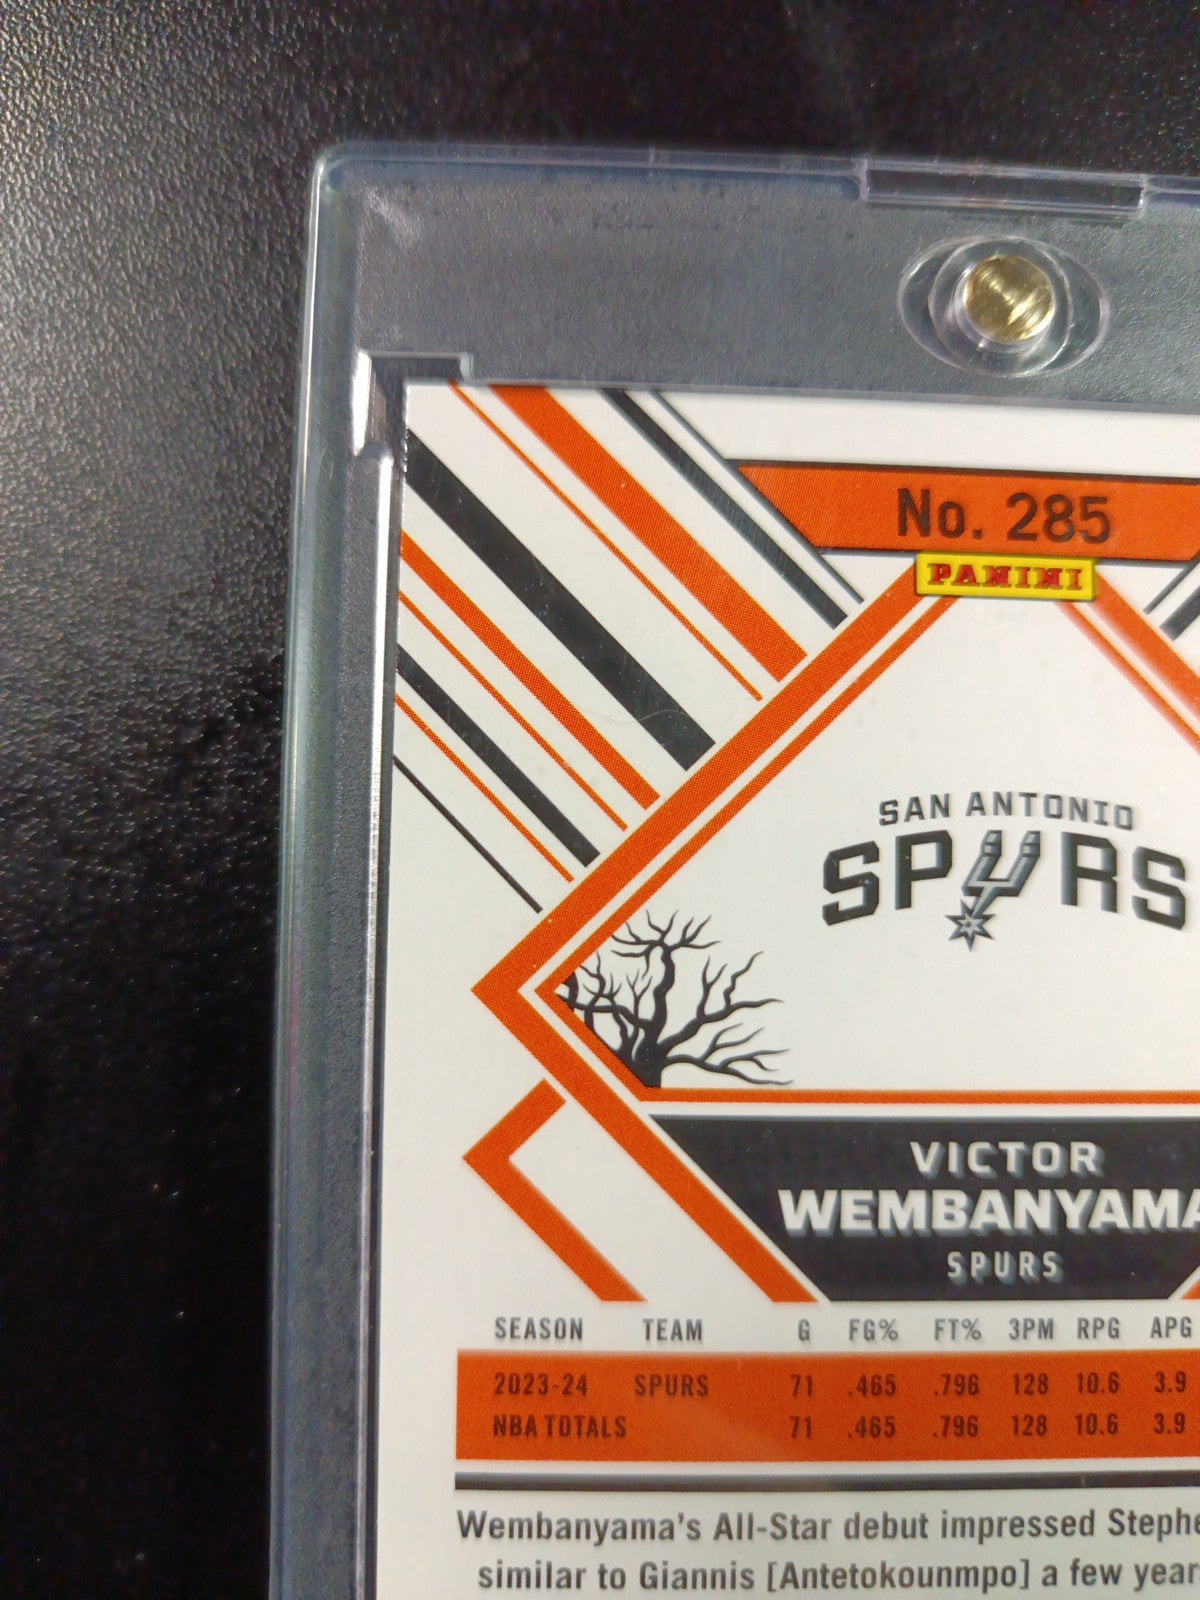 No. 285
PANINI
SAN ANTONIO
SPURS
VICTOR
WEMBANYAMA
SPURS
SEASON TEAM G FG% FT% 3PM RPG APG
2023-24 SPURS 71 .465 .796 128 10.6 3.9
NBA TOTALS 71 .465 .796 128 10.6 3.9
Wembanyama's All-Star debut impressed Stephe
similar to Giannis [Antetokounmpo] a few year